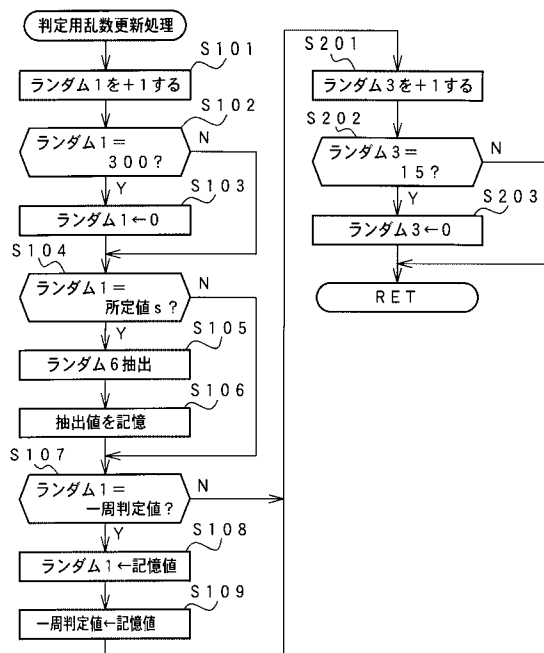 判定用乱数更新処理
S101
ランダム1を+1する
S102
ランダム1=
300?
N
Y
S103
ランダム1←0
S104
ランダム1=
所定値s?
N
Y
S105
ランダム6抽出
S106
抽出値を記憶
S107
ランダム1=
一周判定値?
N
Y
S108
ランダム1←記憶値
S109
一周判定値←記憶値
S201
ランダム3を+1する
S202
ランダム3=
15?
N
Y
S203
ランダム3←0
RET